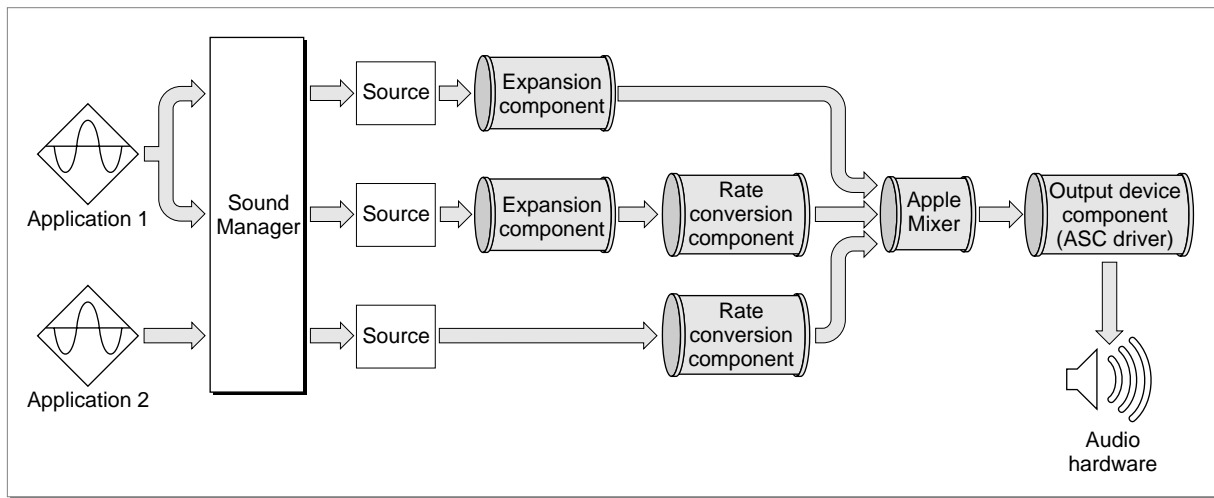 Application 1
Application 2
Sound
Manager
Source
Expansion
component
Source
Expansion
component
Rate
conversion
component
Source
Rate
conversion
component
Apple
Mixer
Output device
component
(ASC driver)
Audio
hardware